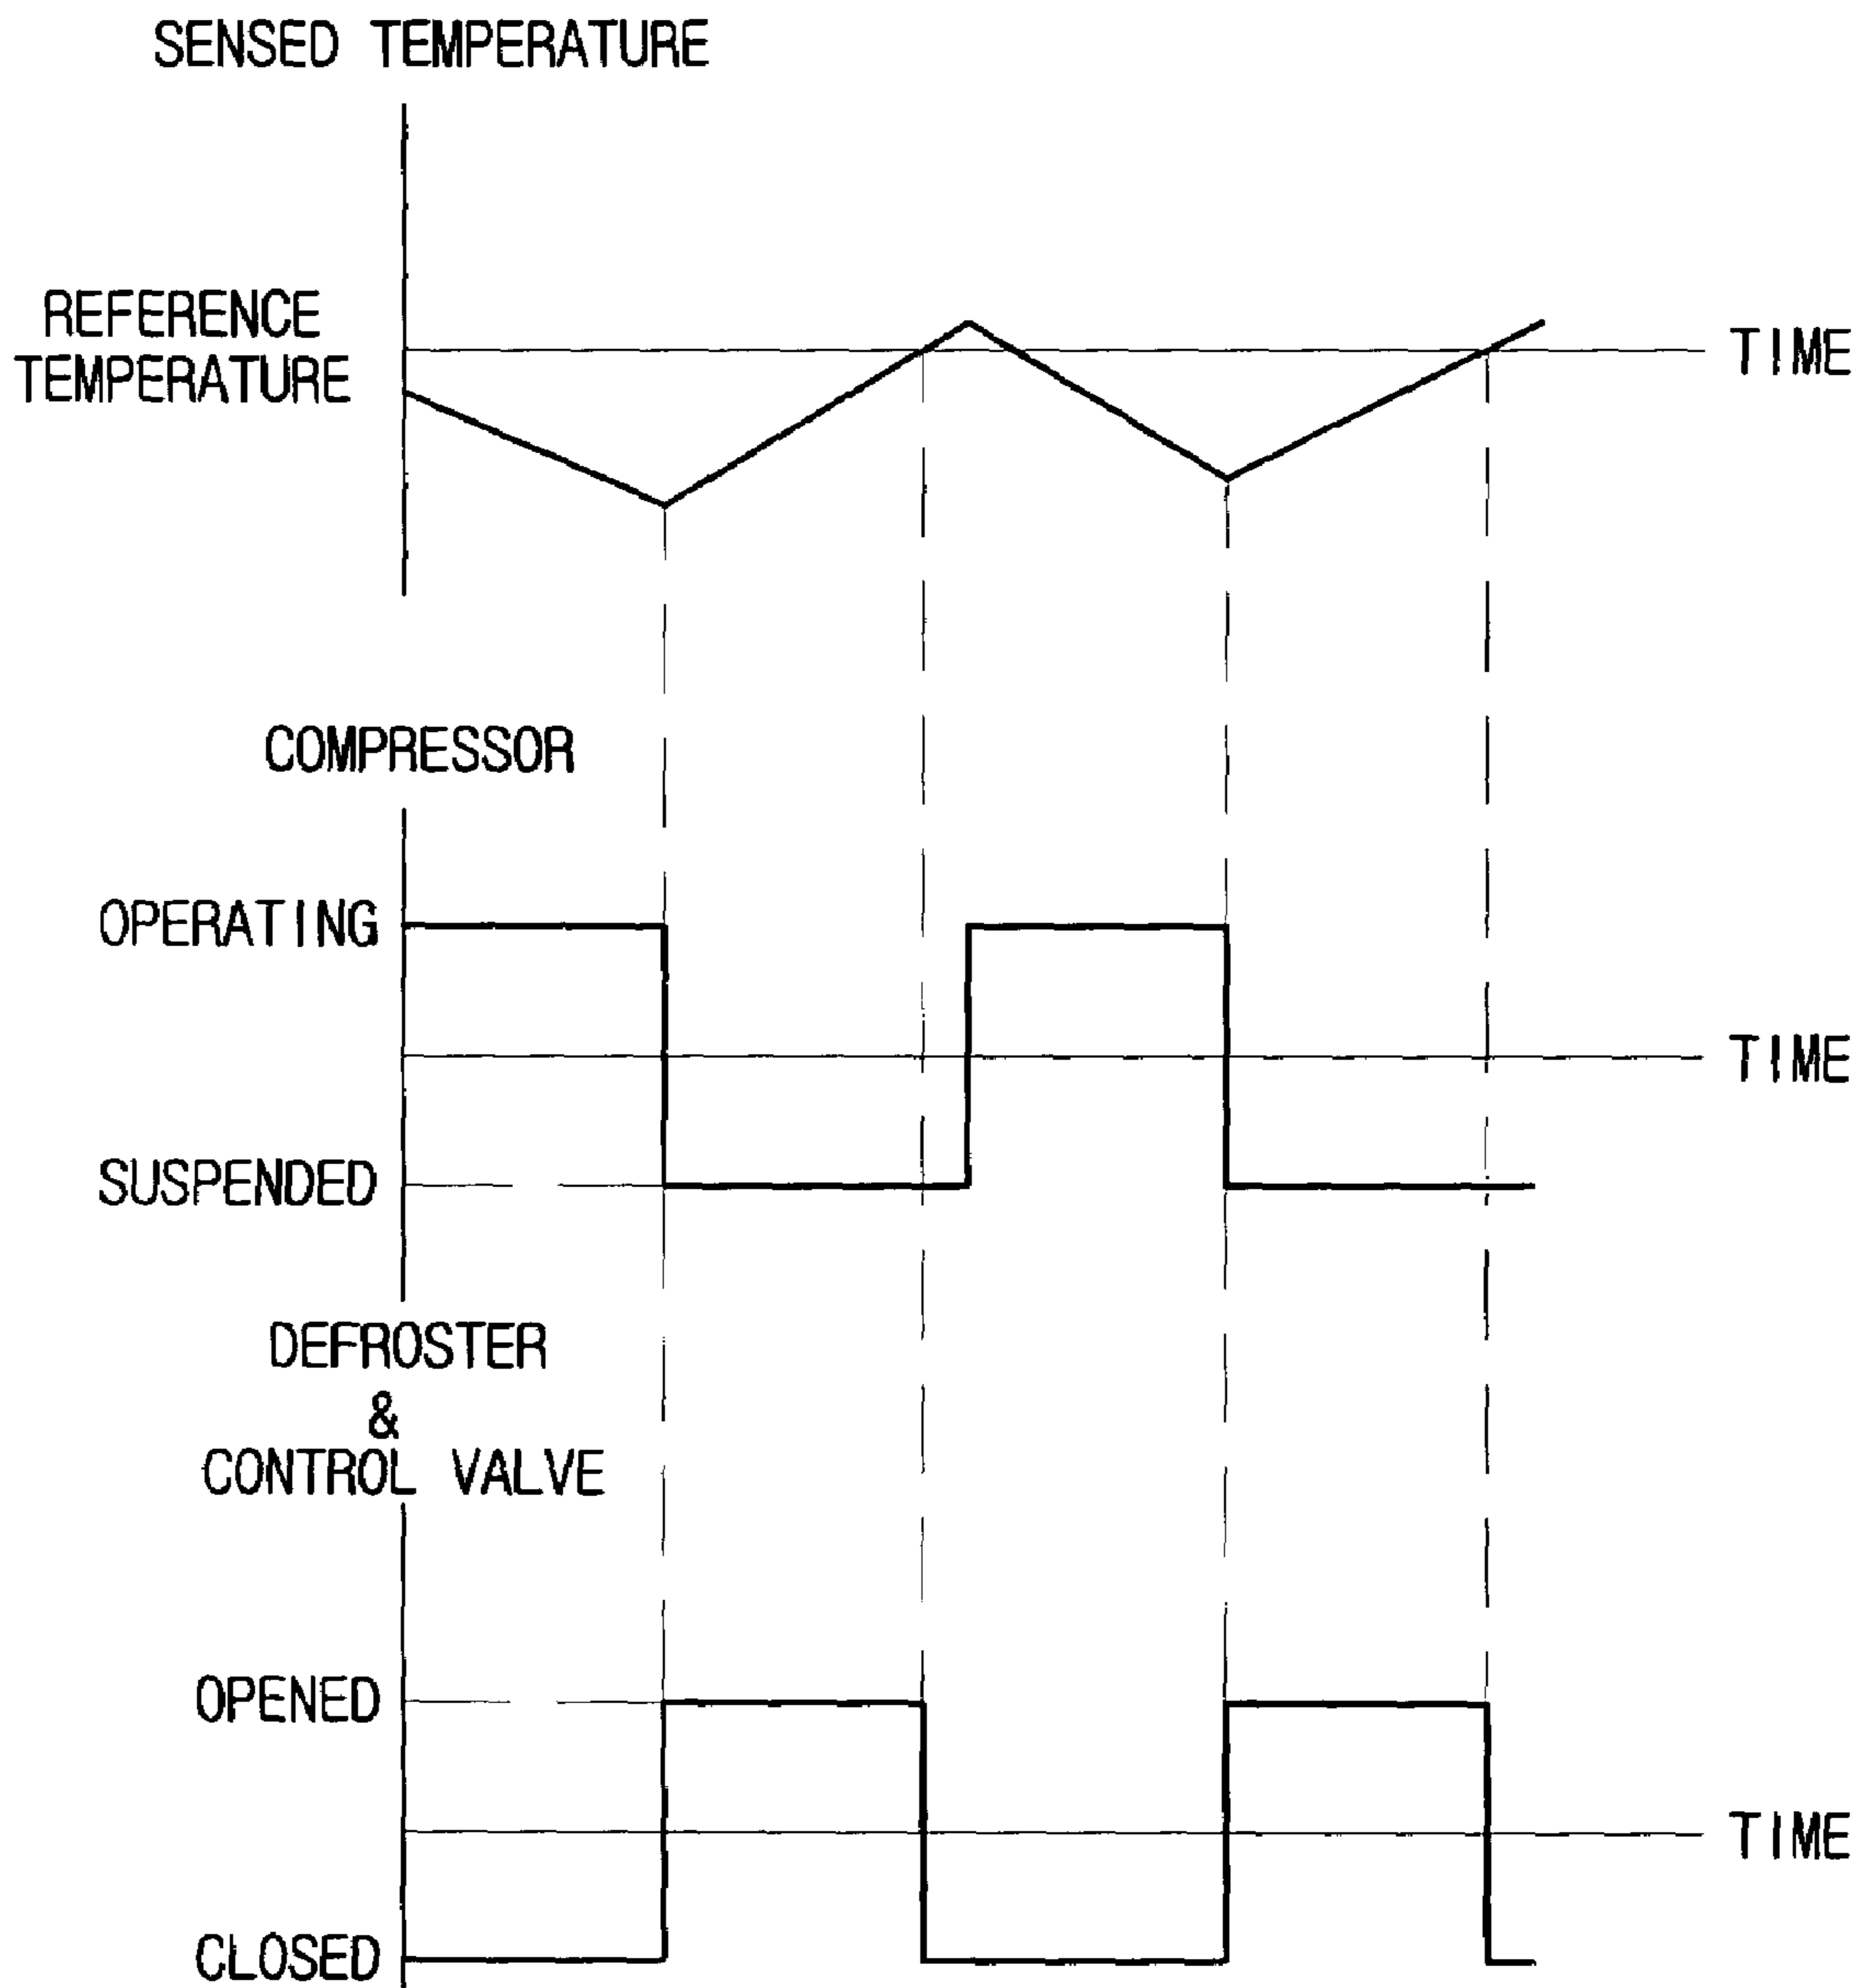 SENSED TEMPERATURE
REFERENCE
TEMPERATURE
TIME
COMPRESSOR
OPERATING
TIME
SUSPENDED
DEFROSTER
&
CONTROL VALVE
OPENED
TIME
CLOSED